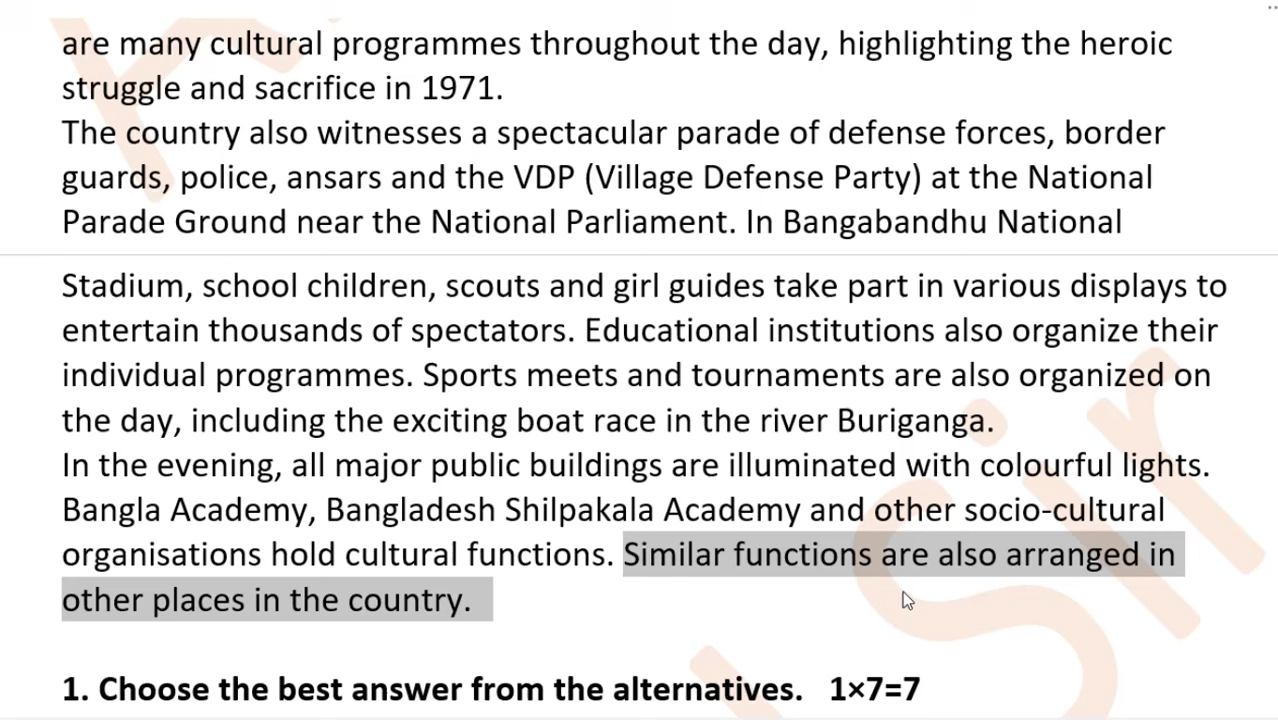 are many cultural programmes throughout the day, highlighting the heroic
struggle and sacrifice in 1971.
The country also witnesses a spectacular parade of defense forces, border
guards, police, ansars and the VDP (Village Defense Party) at the National
Parade Ground near the National Parliament. In Bangabandhu National
Stadium, school children, scouts and girl guides take part in various displays to
entertain thousands of spectators. Educational institutions also organize their
individual programmes. Sports meets and tournaments are also organized on
the day, including the exciting boat race in the river Buriganga.
In the evening, all major public buildings are illuminated with colourful lights.
Bangla Academy, Bangladesh Shilpakala Academy and other socio-cultural
organisations hold cultural functions. Similar functions are also arranged in
other places in the country.
1. Choose the best answer from the alternatives. 1×7=7
Sir